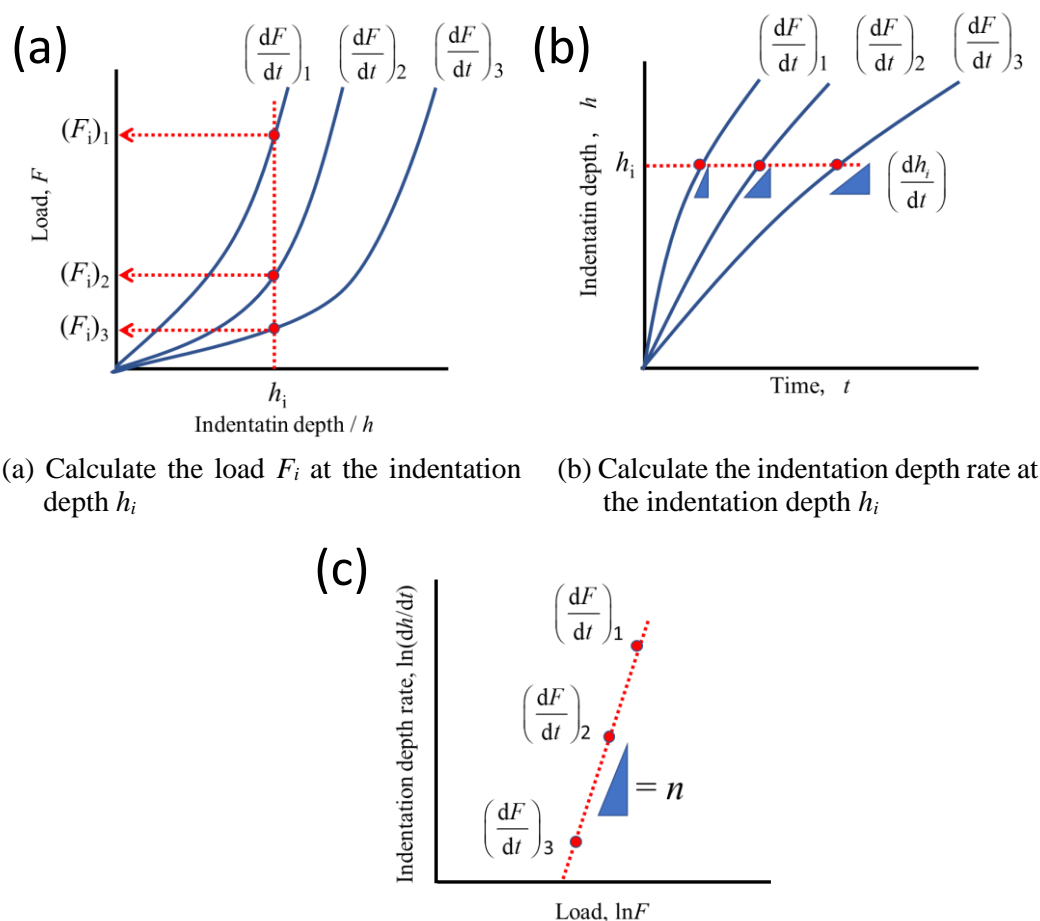 (a)
(dF/dt)1 (dF/dt)2 (dF/dt)3
Load, F
(Fi)1
(Fi)2
(Fi)3
hi
Indentatin depth / h
(b)
(dF/dt)1 (dF/dt)2 (dF/dt)3
Indentatin depth , h
hi
(dhi/dt)
Time, t
(a) Calculate the load Fi at the indentation
depth hi
(b) Calculate the indentation depth rate at
the indentation depth hi
(c)
Indentation depth rate, ln(dh/dt)
(dF/dt)1
(dF/dt)2
(dF/dt)3
= n
Load, lnF